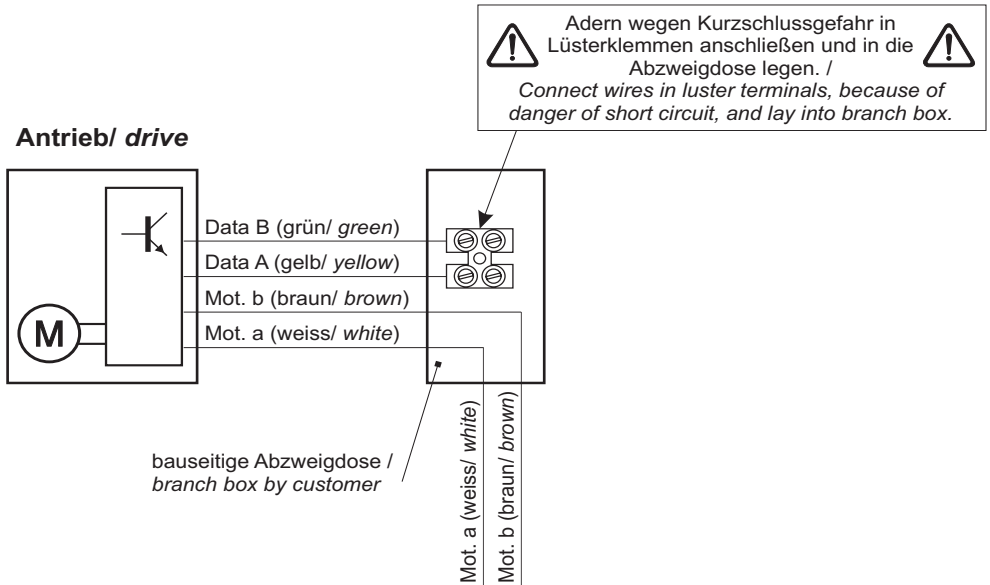 Adern wegen Kurzschlussgefahr in
Lüsterklemmen anschließen und in die
Abzweigdose legen. /
Connect wires in luster terminals, because of
danger of short circuit, and lay into branch box.
Antrieb/ drive
Data B (grün/ green)
Data A (gelb/ yellow)
Mot. b (braun/ brown)
Mot. a (weiss/ white)
M
bauseitige Abzweigdose /
branch box by customer
Mot. a (weiss/ white)
Mot. b (braun/ brown)